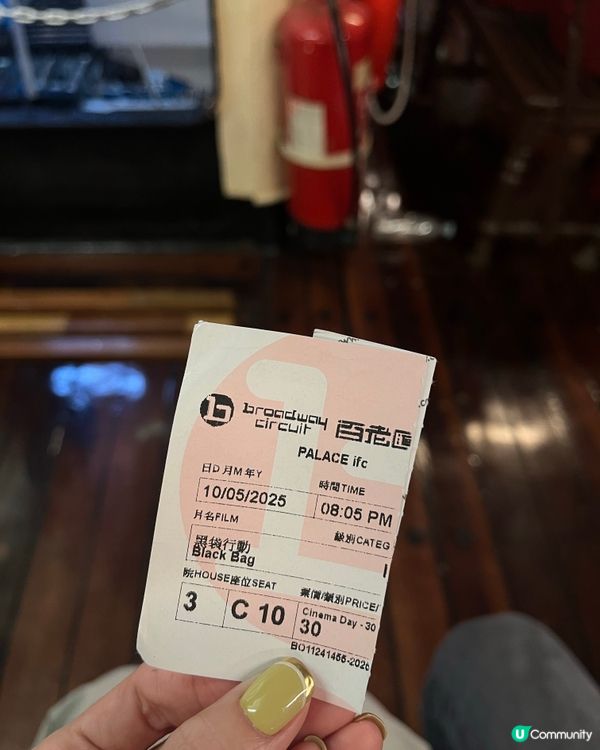 broadway circuit 百老匯
PALACE ifc
日D 月M 年Y
時間TIME
10/05/2025
08:05 PM
片名FILM
級別CATEG
黑袋行動
Black Bag
院HOUSE座位SEAT
票價/級別PRICE/
3
C 10
Cinema Day - 30
30
U Community